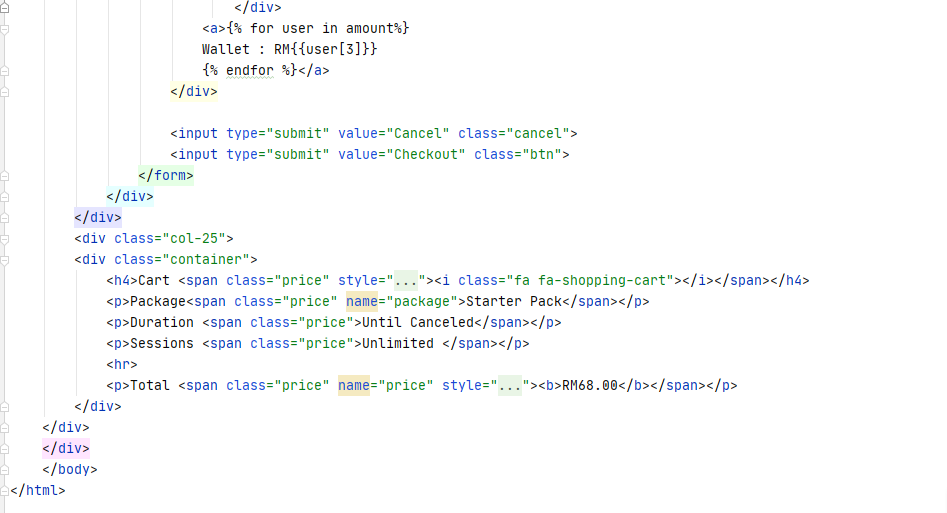 </div>
<a>{% for user in amount%}
Wallet : RM{{user[3]}}
{% endfor %}</a>
</div>
<input type="submit" value="Cancel" class="cancel">
<input type="submit" value="Checkout" class="btn">
</form>
</div>
</div>
<div class="col-25">
<div class="container">
<h4>Cart <span class="price" style="..."><i class="fa fa-shopping-cart"></i></span></h4>
<p>Package<span class="price" name="package">Starter Pack</span></p>
<p>Duration <span class="price">Until Canceled</span></p>
<p>Sessions <span class="price">Unlimited </span></p>
<hr>
<p>Total <span class="price" name="price" style="..."><b>RM68.00</b></span></p>
</div>
</div>
</div>
</body>
</html>